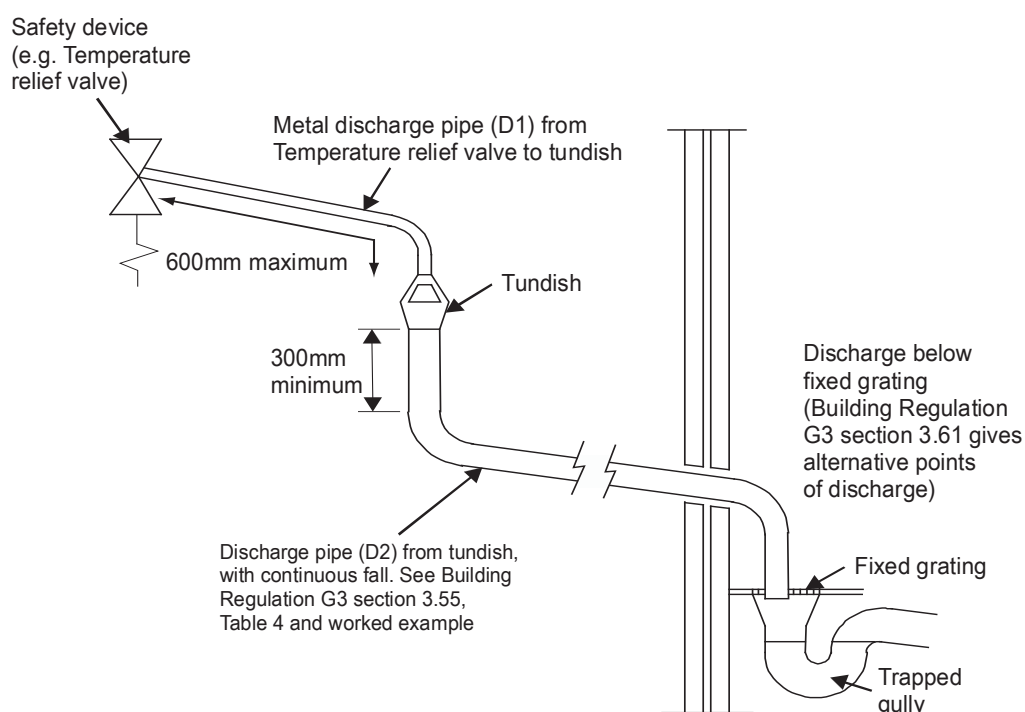 Safety device
(e.g. Temperature
relief valve)
Metal discharge pipe (D1) from
Temperature relief valve to tundish
600mm maximum
Tundish
300mm
minimum
Discharge below
fixed grating
(Building Regulation
G3 section 3.61 gives
alternative points
of discharge)
Discharge pipe (D2) from tundish,
with continuous fall. See Building
Regulation G3 section 3.55,
Table 4 and worked example
Fixed grating
Trapped
gully